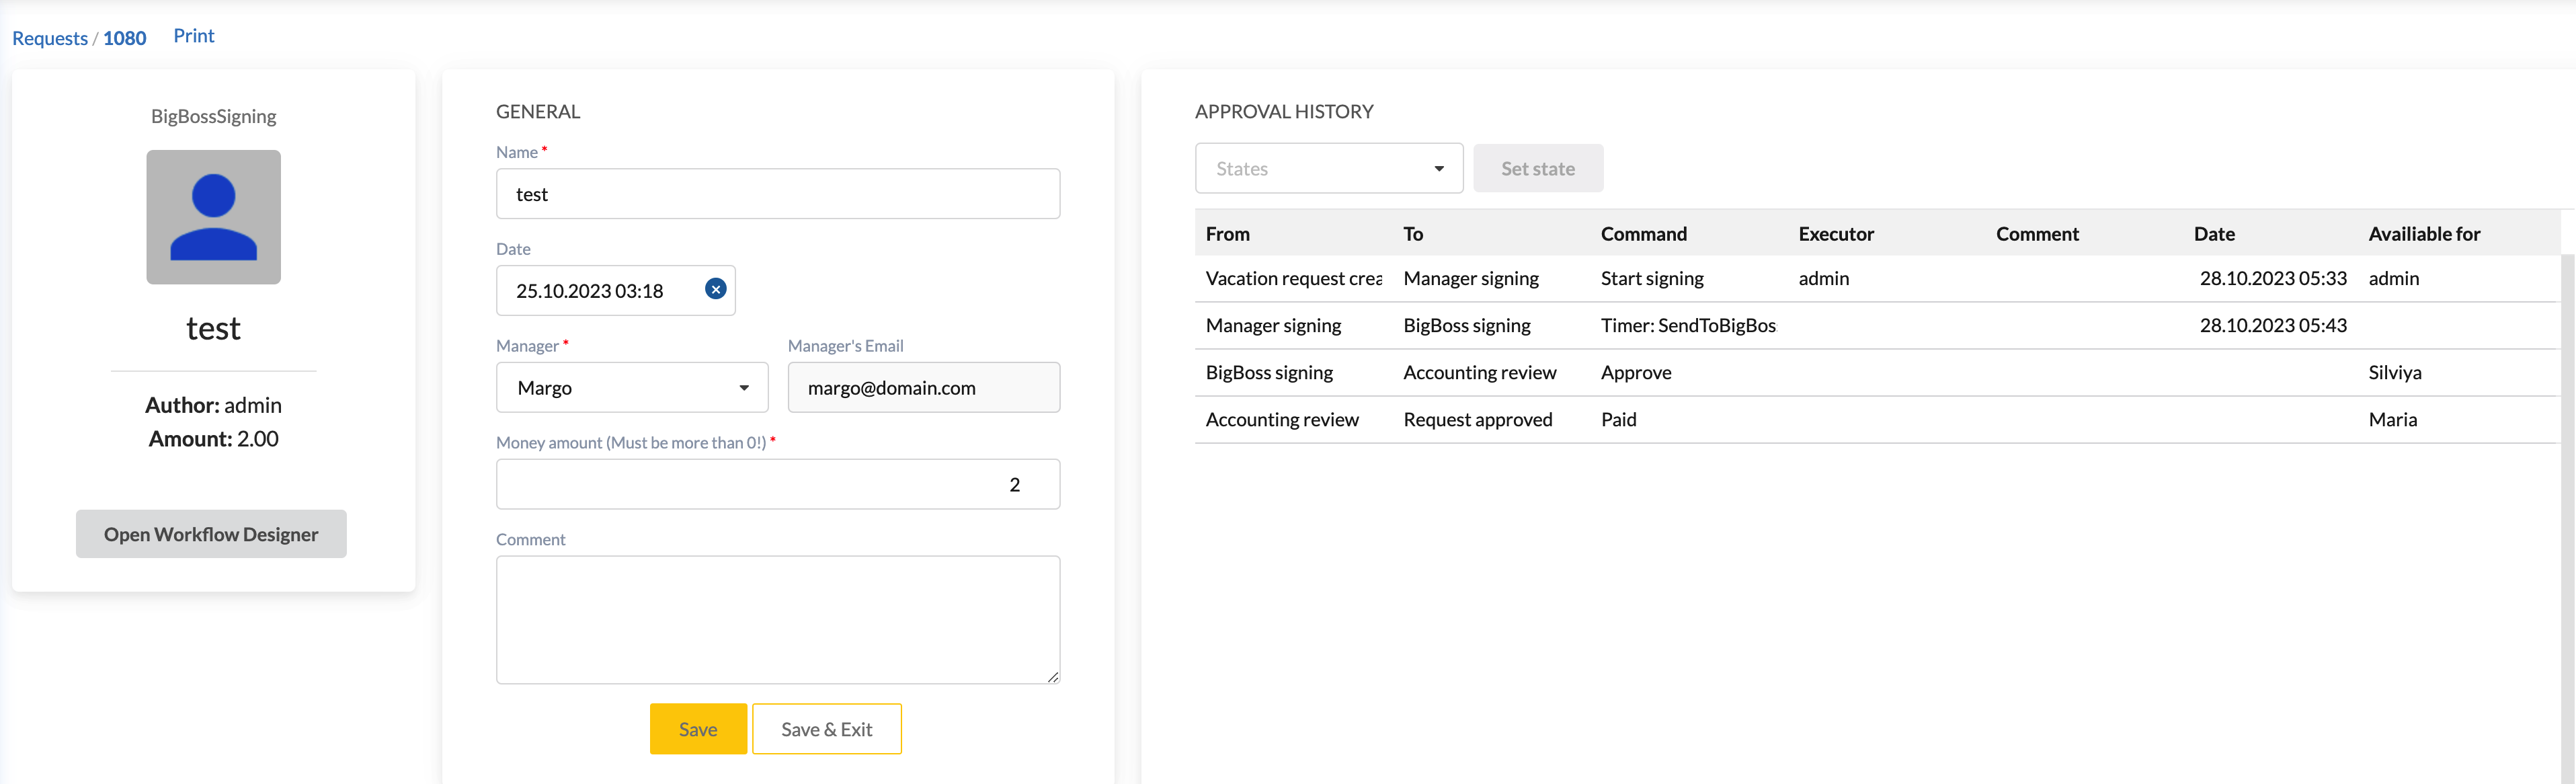 Requests / 1080 Print
BigBossSigning
test
Author: admin
Amount: 2.00
Open Workflow Designer
GENERAL
Name *
test
Date
25.10.2023 03:18
Manager * Manager's Email
Margo margo@domain.com
Money amount (Must be more than 0!) *
2
Comment
Save Save & Exit
APPROVAL HISTORY
States Set state
From To Command Executor Comment Date Availiable for
Vacation request crea Manager signing Start signing admin 28.10.2023 05:33 admin
Manager signing BigBoss signing Timer: SendToBigBos 28.10.2023 05:43
BigBoss signing Accounting review Approve Silviya
Accounting review Request approved Paid Maria